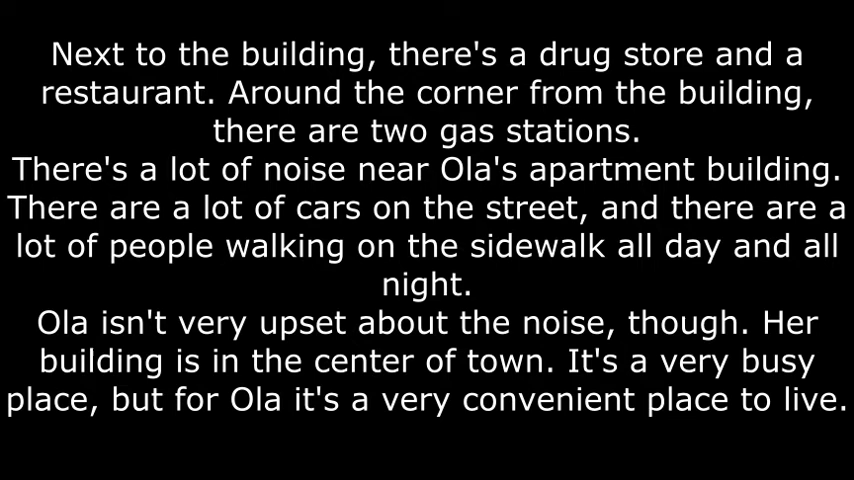 Next to the building, there's a drug store and a
restaurant. Around the corner from the building,
there are two gas stations.
There's a lot of noise near Ola's apartment building.
There are a lot of cars on the street, and there are a
lot of people walking on the sidewalk all day and all
night.
Ola isn't very upset about the noise, though. Her
building is in the center of town. It's a very busy
place, but for Ola it's a very convenient place to live.